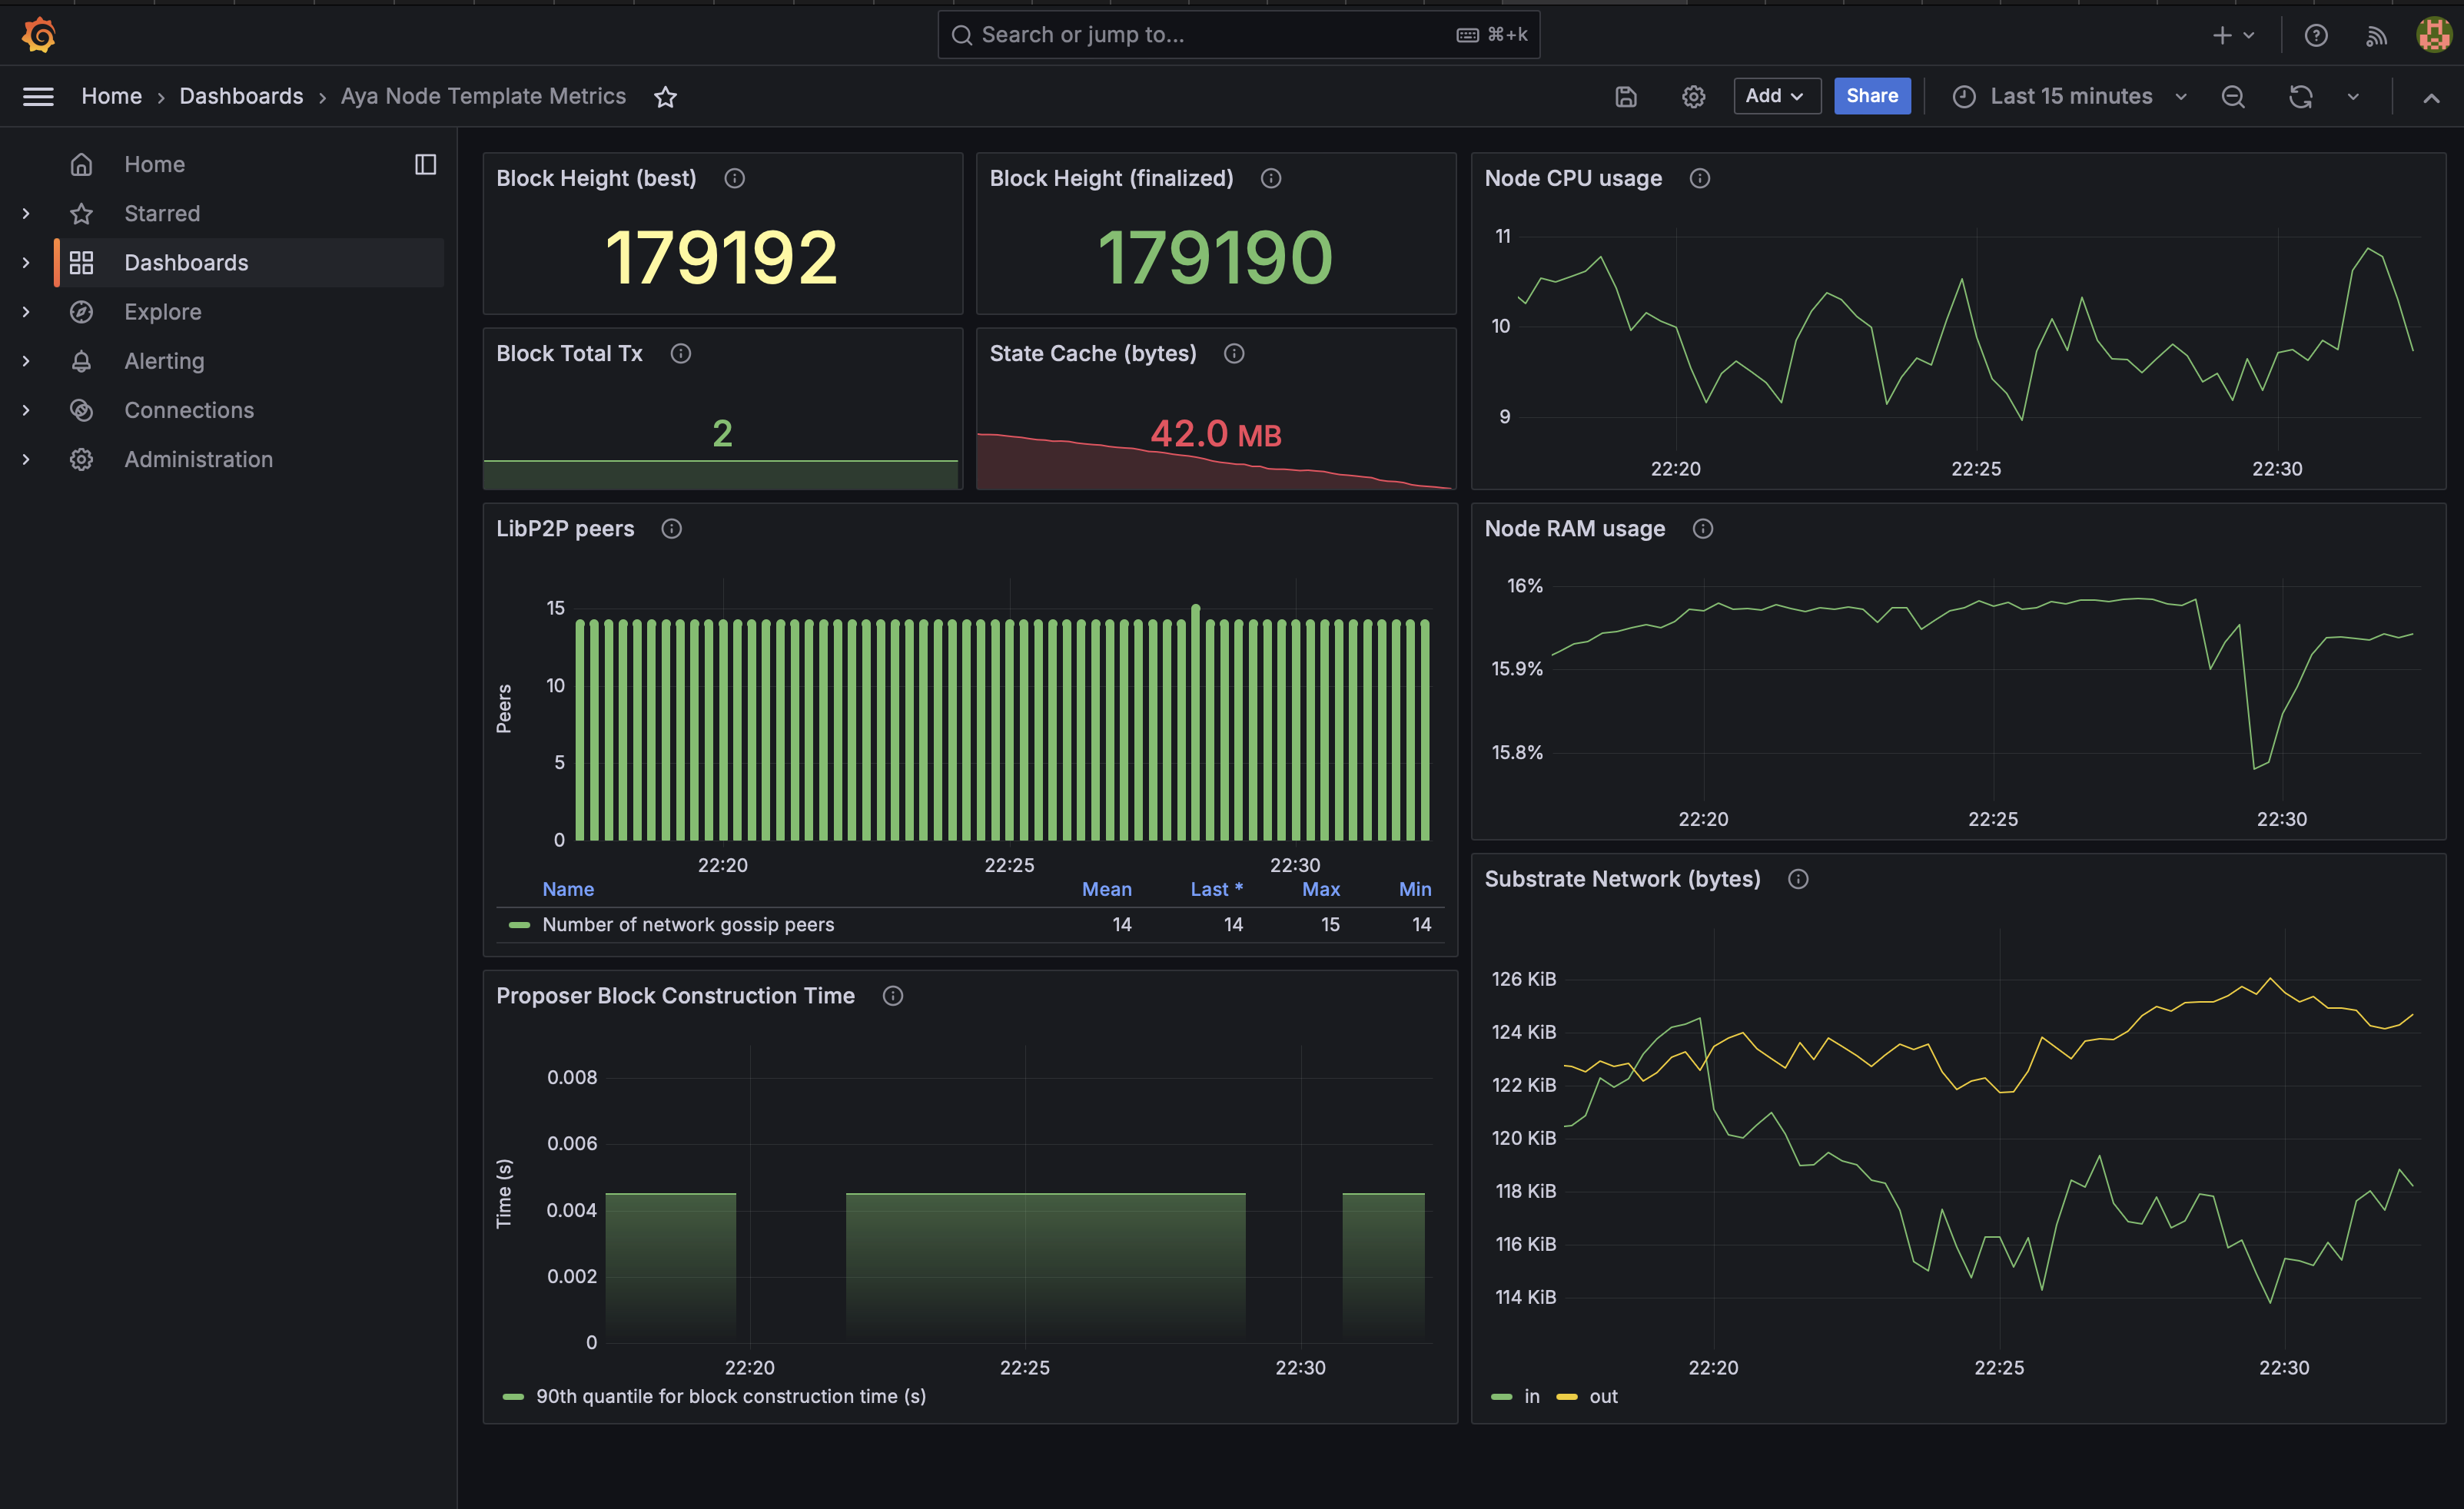 Search or jump to...
⌘+k
Home › Dashboards › Aya Node Template Metrics
Add
Share
Last 15 minutes
Home
Starred
Dashboards
Explore
Alerting
Connections
Administration
Block Height (best)
179192
Block Height (finalized)
179190
Block Total Tx
2
State Cache (bytes)
42.0 MB
Node CPU usage
11
10
9
22:20
22:25
22:30
LibP2P peers
Peers
15
10
5
0
22:20
22:25
22:30
Name Mean Last * Max Min
Number of network gossip peers 14 14 15 14
Node RAM usage
16%
15.9%
15.8%
22:20
22:25
22:30
Proposer Block Construction Time
Time (s)
0.008
0.006
0.004
0.002
0
22:20
22:25
22:30
90th quantile for block construction time (s)
Substrate Network (bytes)
126 KiB
124 KiB
122 KiB
120 KiB
118 KiB
116 KiB
114 KiB
22:20
22:25
22:30
in
out